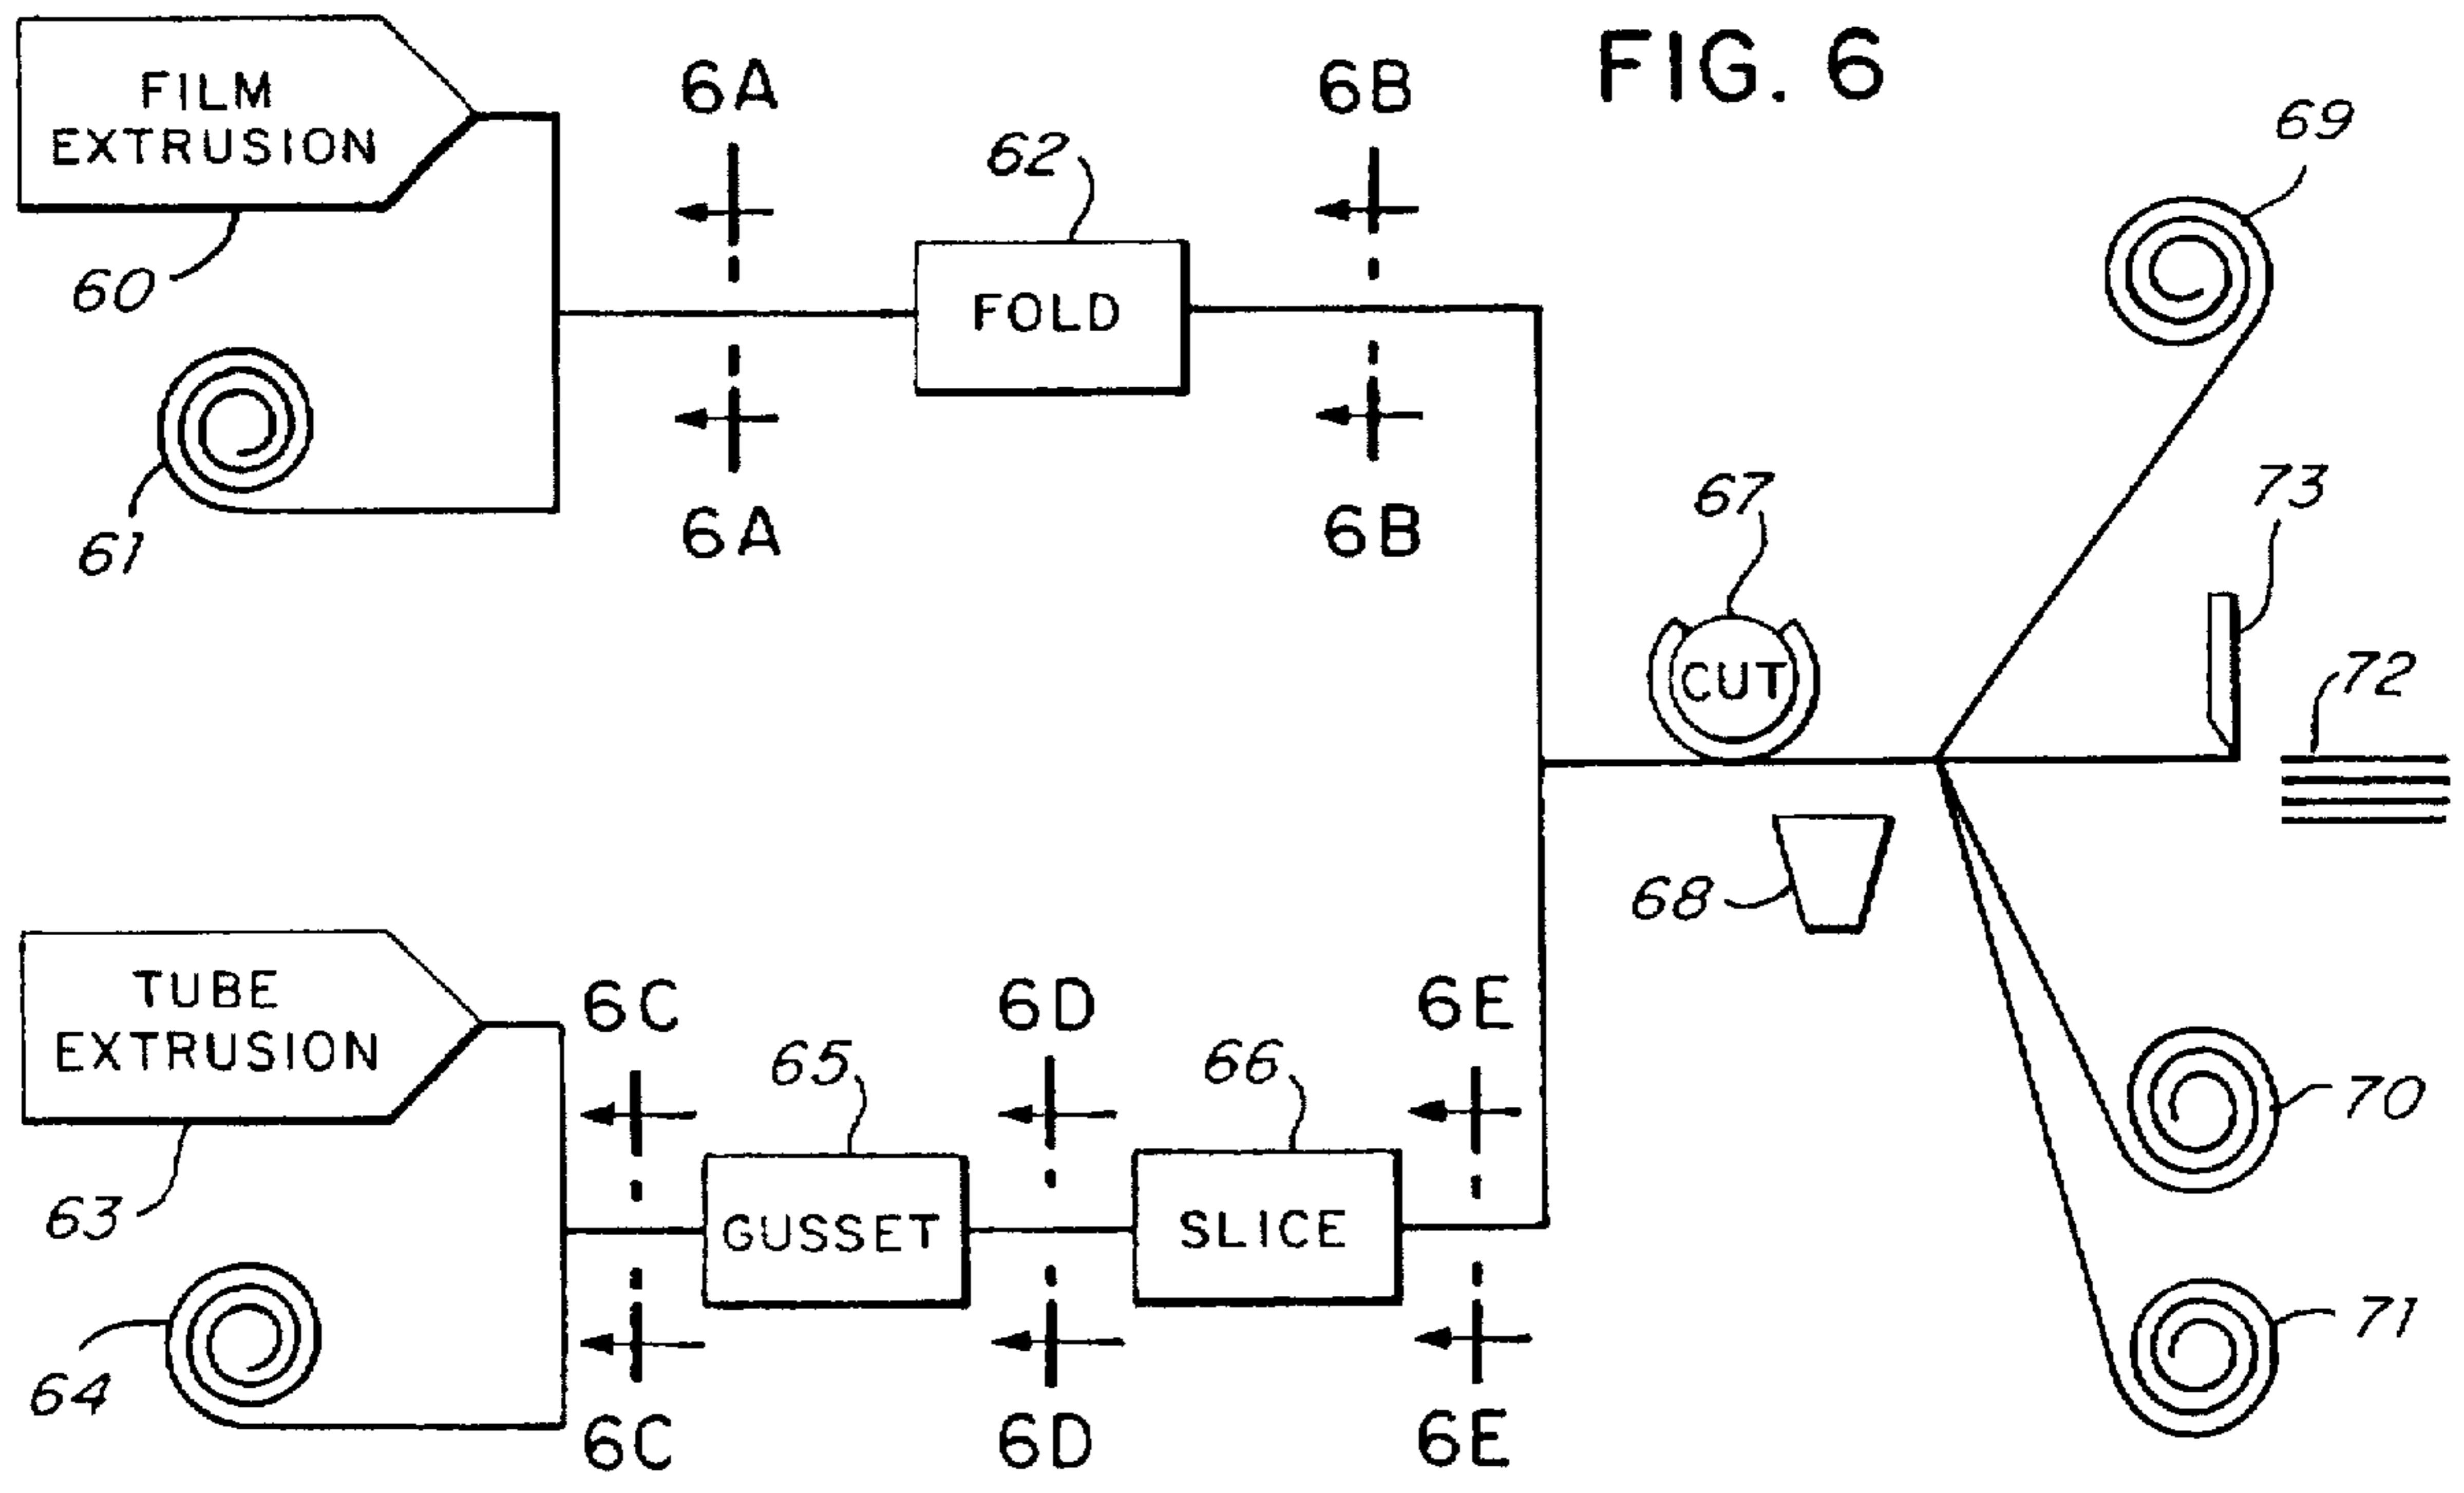 FIG. 6
FILM
EXTRUSION
60
61
6A
6A
62
FOLD
6B
6B
69
67
CUT
73
72
68
TUBE
EXTRUSION
63
64
6C
6C
65
GUSSET
6D
6D
66
SLICE
6E
6E
70
71